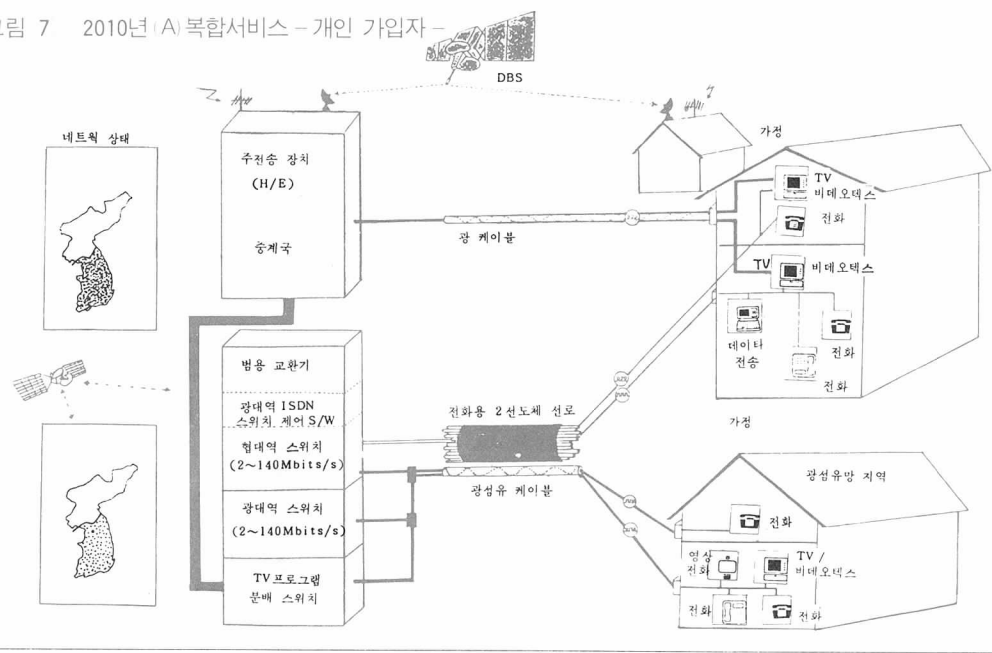 그림 7 2010년(A)복합서비스 – 개인 가입자 –
DBS
네트웍 상태
주전송 장치
(H/E)
중계국
광 케이블
가정
TV
비데오텍스
전화
TV
비데오텍스
데이타
전송
전화
전화
범용 교환기
광대역 ISDN
스위치 제어 S/W
협대역 스위치
(2~140Mbits/s)
광대역 스위치
(2~140Mbits/s)
TV프로그램
분배 스위치
전화용 2선도체 선로
광섬유 케이블
가정
광섬유망 지역
전화
영상
전화
TV /
비데오텍스
전화
전화